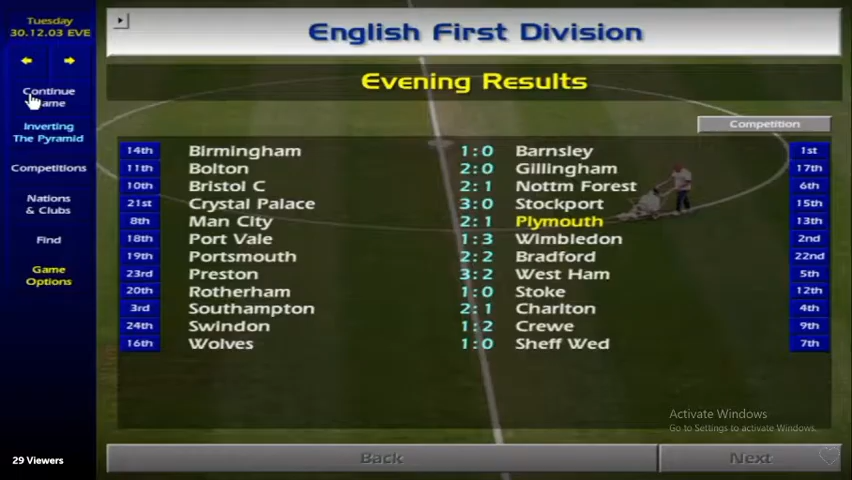 Tuesday
30.12.03 EVE
Continue
Game
Inverting
The Pyramid
Competitions
Nations
& Clubs
Find
Game
Options
English First Division
Evening Results
Competition
14th Birmingham 1:0 Barnsley 1st
11th Bolton 2:0 Gillingham 17th
10th Bristol C 2:1 Nottm Forest 6th
21st Crystal Palace 3:0 Stockport 15th
8th Man City 2:1 Plymouth 13th
18th Port Vale 1:3 Wimbledon 2nd
19th Portsmouth 2:2 Bradford 22nd
23rd Preston 3:2 West Ham 5th
20th Rotherham 1:0 Stoke 12th
3rd Southampton 2:1 Charlton 4th
24th Swindon 1:2 Crewe 9th
16th Wolves 1:0 Sheff Wed 7th
Activate Windows
Go to Settings to activate Windows.
29 Viewers
Back Next